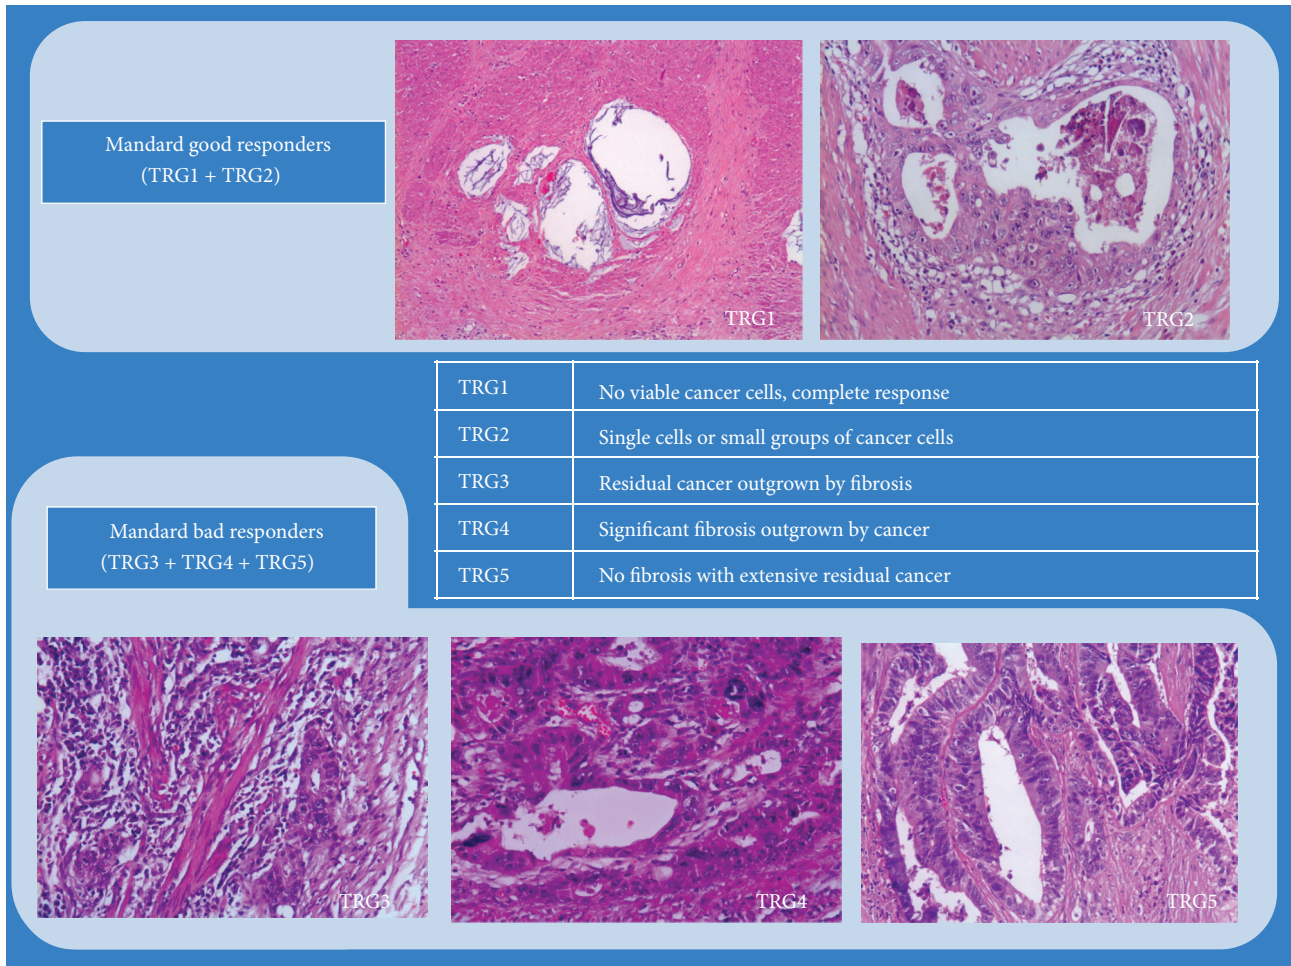 Mandard good responders
(TRG1 + TRG2)
TRG1
TRG2
TRG1 No viable cancer cells, complete response
TRG2 Single cells or small groups of cancer cells
TRG3 Residual cancer outgrown by fibrosis
TRG4 Significant fibrosis outgrown by cancer
TRG5 No fibrosis with extensive residual cancer
Mandard bad responders
(TRG3 + TRG4 + TRG5)
TRG3
TRG4
TRG5